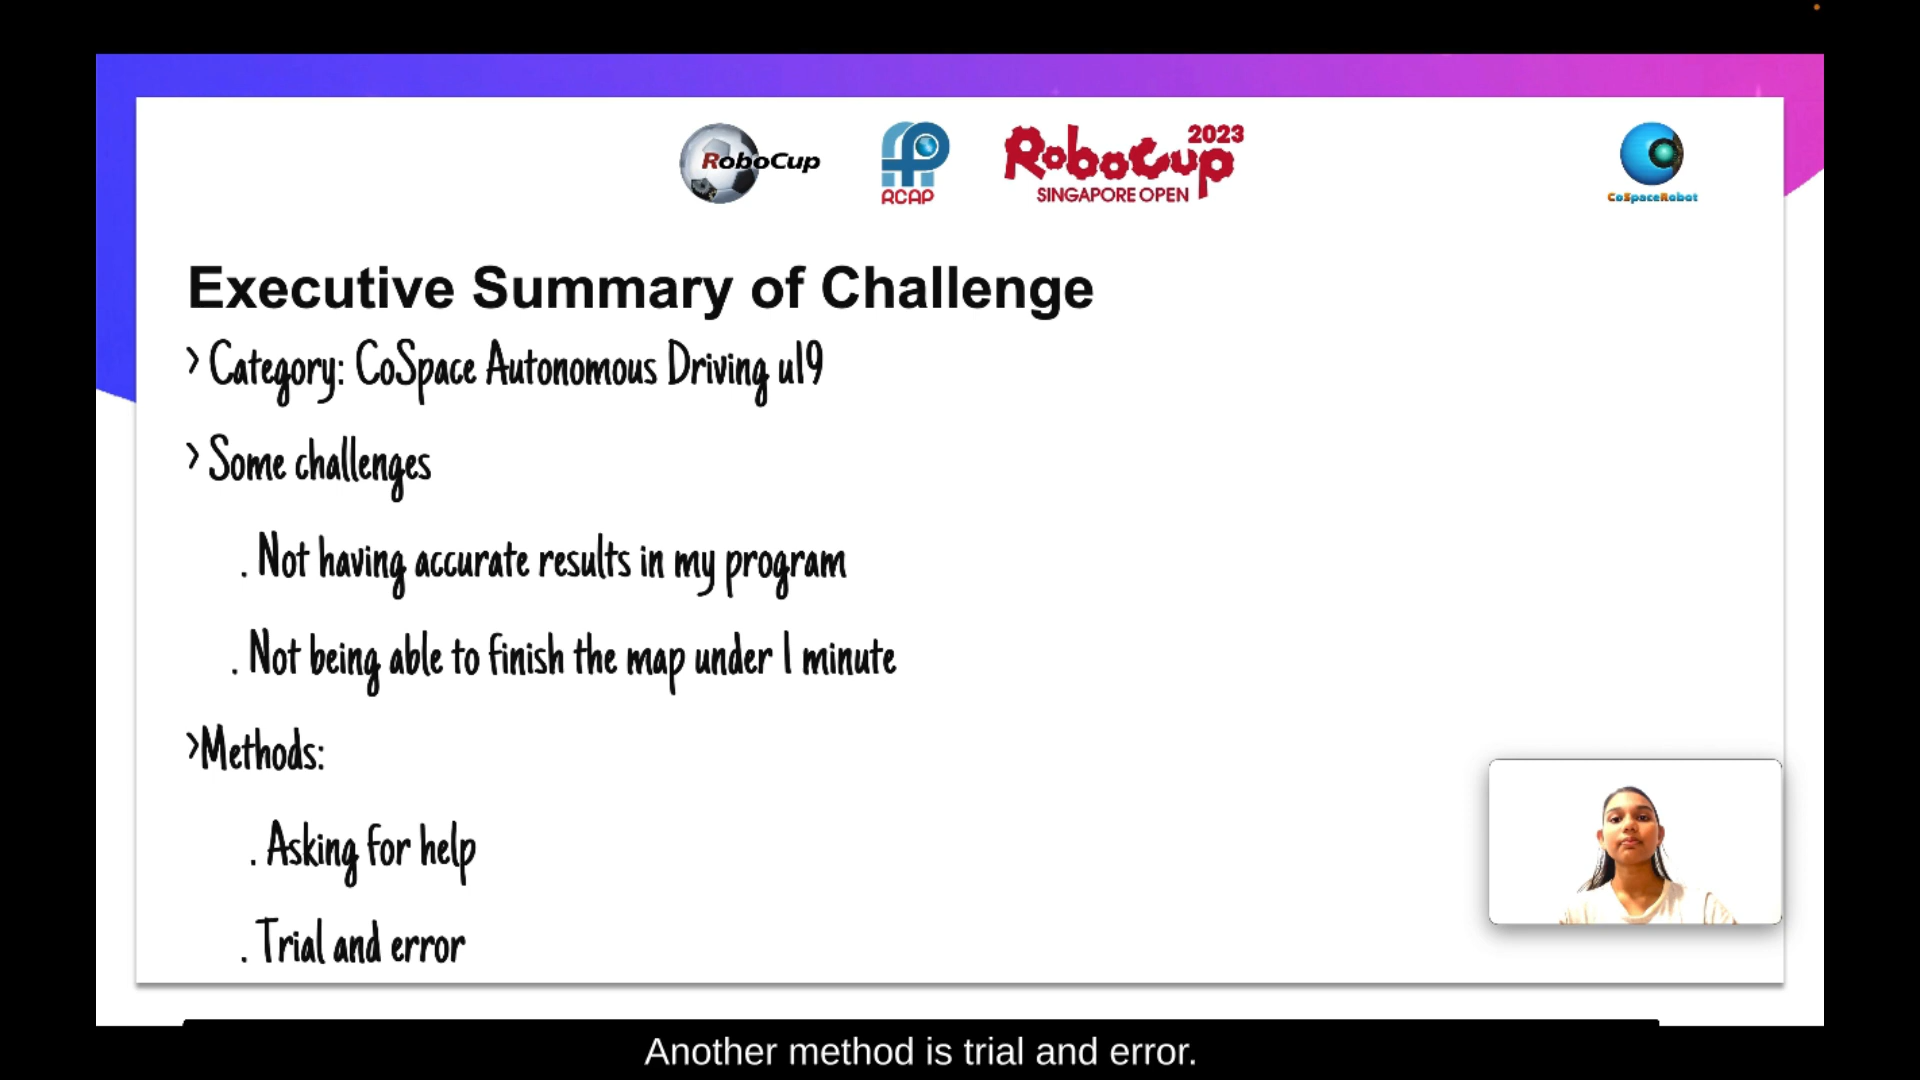 RoboCup
RCAP
RoboCup 2023
SINGAPORE OPEN
CoSpaceRobot
Executive Summary of Challenge
> Category: CoSpace Autonomous Driving u19
> Some challenges
. Not having accurate results in my program
. Not being able to finish the map under 1 minute
>Methods:
. Asking for help
. Trial and error
Another method is trial and error.